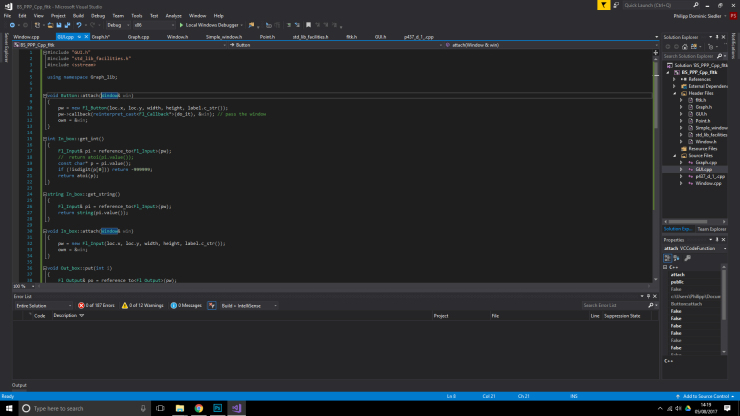 BS_PPP_Cpp_fltk - Microsoft Visual Studio
Quick Launch (Ctrl+Q)
File Edit View Project Build Debug Team Tools Test Analyze Window Help
Philipp Dominic Siedler PS
Debug x86 Local Windows Debugger
Window.cpp GUI.cpp Graph.h* Graph.cpp Window.h Simple_window.h Point.h std_lib_facilities.h fltk.h GUI.h p437_d_1_.cpp
BS_PPP_Cpp_fltk Button attach(Window & win)
#include "GUI.h"
#include "std_lib_facilities.h"
#include <sstream>
using namespace Graph_lib;
void Button::attach(Window& win)
{
pw = new Fl_Button(loc.x, loc.y, width, height, label.c_str());
pw->callback(reinterpret_cast<Fl_Callback*>(do_it), &win); // pass the window
own = &win;
}
int In_box::get_int()
{
Fl_Input& pi = reference_to<Fl_Input>(pw);
// return atoi(pi.value());
const char* p = pi.value();
if (!isdigit(p[0])) return -999999;
return atoi(p);
}
string In_box::get_string()
{
Fl_Input& pi = reference_to<Fl_Input>(pw);
return string(pi.value());
}
void In_box::attach(Window& win)
{
pw = new Fl_Input(loc.x, loc.y, width, height, label.c_str());
own = &win;
}
void Out_box::put(int i)
{
Fl_Output& po = reference_to<Fl_Output>(pw);
100 %
Error List
Entire Solution 0 of 187 Errors 0 of 12 Warnings 0 Messages Build + IntelliSense
Search Error List
Code Description Project File Line Suppression State
Output
Solution Explorer
Search Solution Explorer
Solution 'BS_PPP_Cpp_fltk'
BS_PPP_Cpp_fltk
References
External Dependen
Header Files
fltk.h
Graph.h
GUI.h
Point.h
Simple_window
std_lib_facilities
Window.h
Resource Files
Source Files
Graph.cpp
GUI.cpp
p437_d_1_.cpp
Window.cpp
Solution Exp... Team Explorer
Properties
attach VCCodeFunction
C++
attach
public
False
c:\Users\Philipp\Docum
Button::attach
False
False
False
False
False
False
C++
Server Explorer
Toolbox
Notifications
Ready Ln 8 Col 21 Ch 21 INS Add to Source Control
Type here to search
14:19
05/08/2017